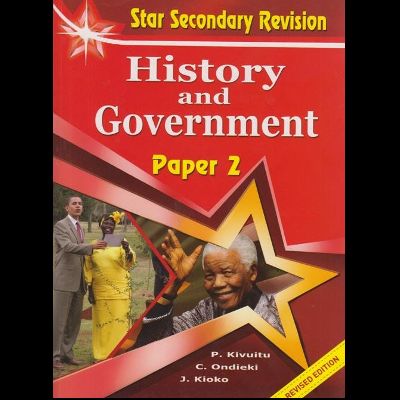 Star Secondary Revision
History
and
Government
Paper 2
P. Kivuitu
C. Ondieki
J. Kioko
REVISED EDITION